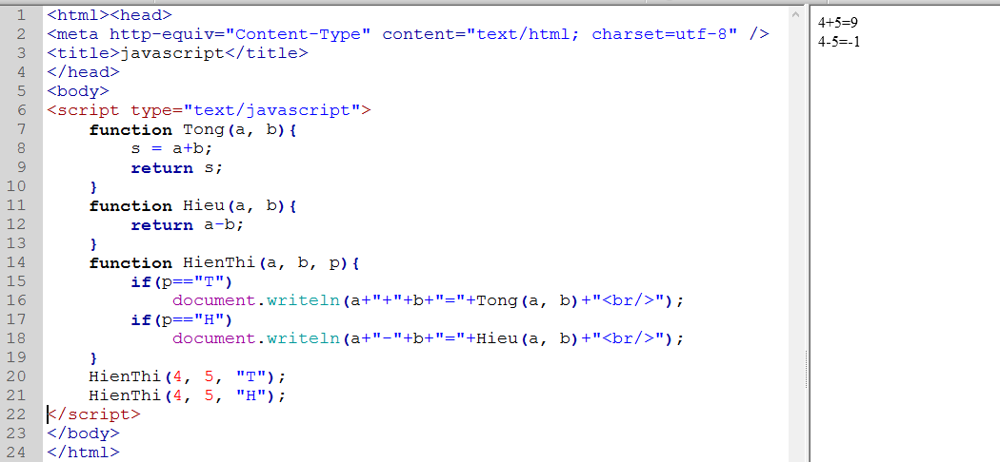 1 <html><head>
2 <meta http-equiv="Content-Type" content="text/html; charset=utf-8" />
3 <title>javascript</title>
4 </head>
5 <body>
6 <script type="text/javascript">
7     function Tong(a, b){
8         s = a+b;
9         return s;
10     }
11     function Hieu(a, b){
12         return a-b;
13     }
14     function HienThi(a, b, p){
15         if(p=="T")
16             document.writeln(a+"+"+b+"="+Tong(a, b)+"<br/>");
17         if(p=="H")
18             document.writeln(a+"-"+b+"="+Hieu(a, b)+"<br/>");
19     }
20     HienThi(4, 5, "T");
21     HienThi(4, 5, "H");
22 </script>
23 </body>
24 </html>
4+5=9
4-5=-1